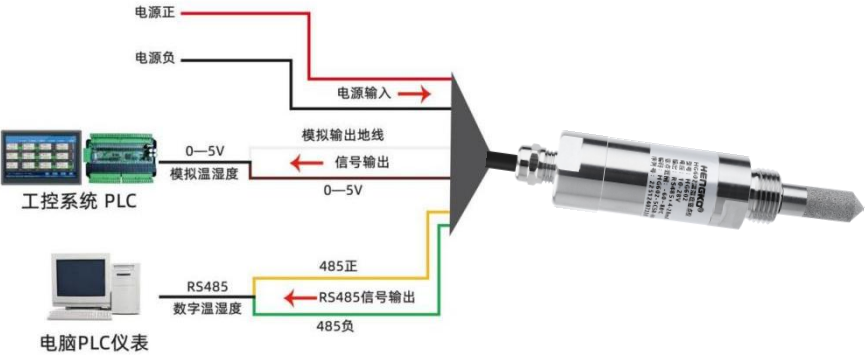 电源正
电源负
电源输入
模拟输出地线
0—5V
信号输出
模拟温湿度
0—5V
工控系统 PLC
485正
RS485
RS485信号输出
数字温湿度
485负
电脑PLC仪表
HENGKO®